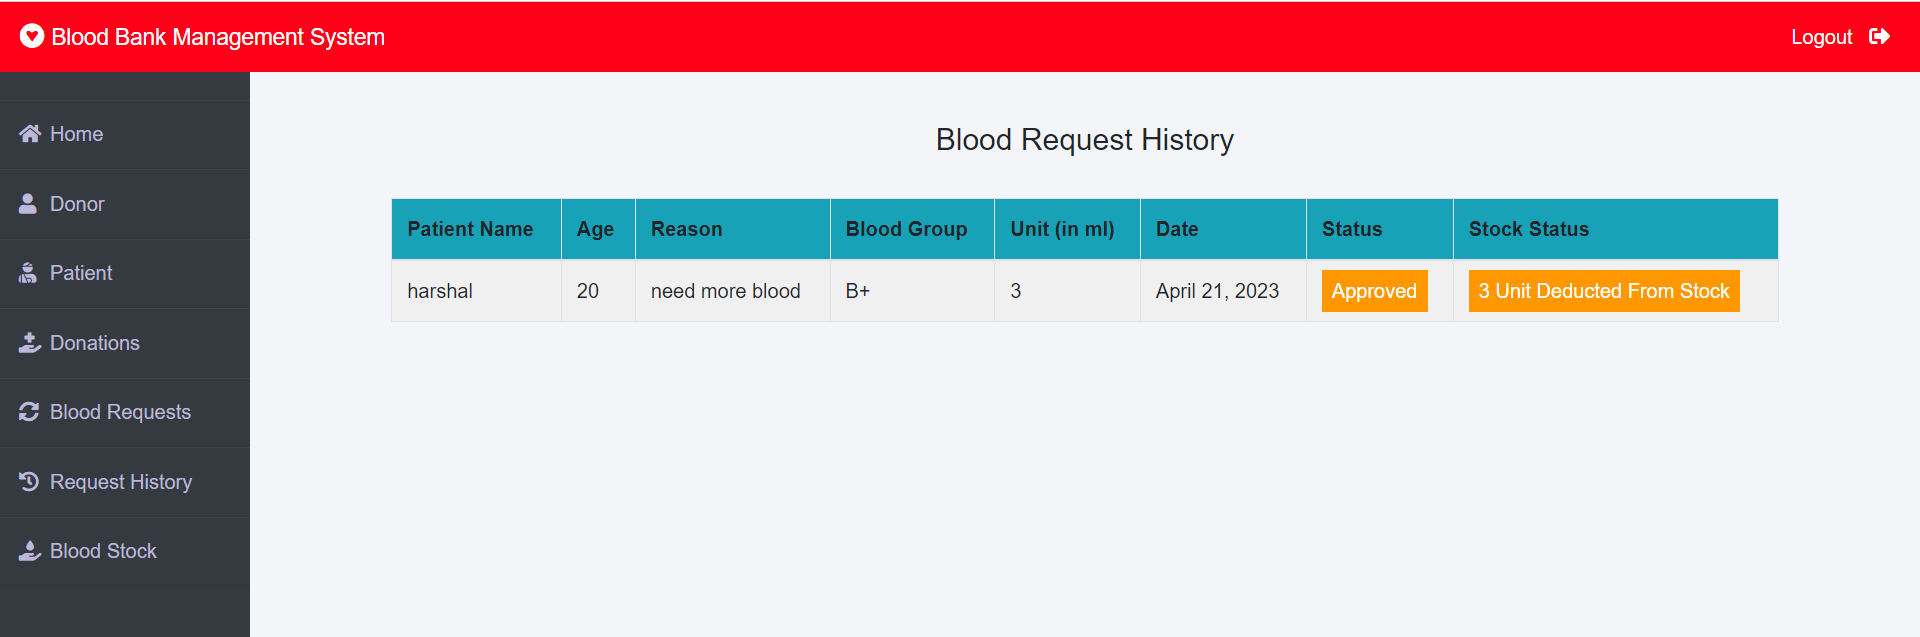 Blood Bank Management System
Logout
Home
Donor
Patient
Donations
Blood Requests
Request History
Blood Stock
Blood Request History
Patient Name Age Reason Blood Group Unit (in ml) Date Status Stock Status
harshal 20 need more blood B+ 3 April 21, 2023 Approved 3 Unit Deducted From Stock